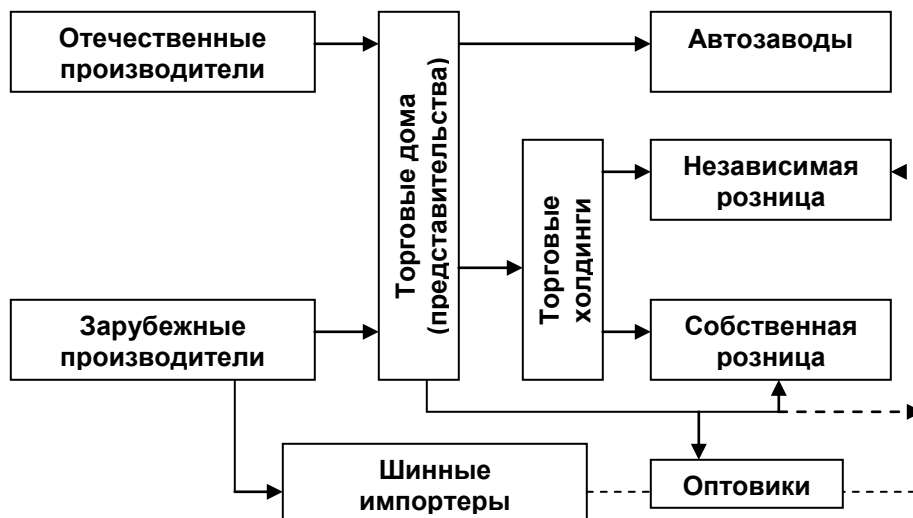 Отечественные
производители
Торговые дома
(представительства)
Автозаводы
Торговые
холдинги
Независимая
розница
Зарубежные
производители
Собственная
розница
Шинные
импортеры
Оптовики